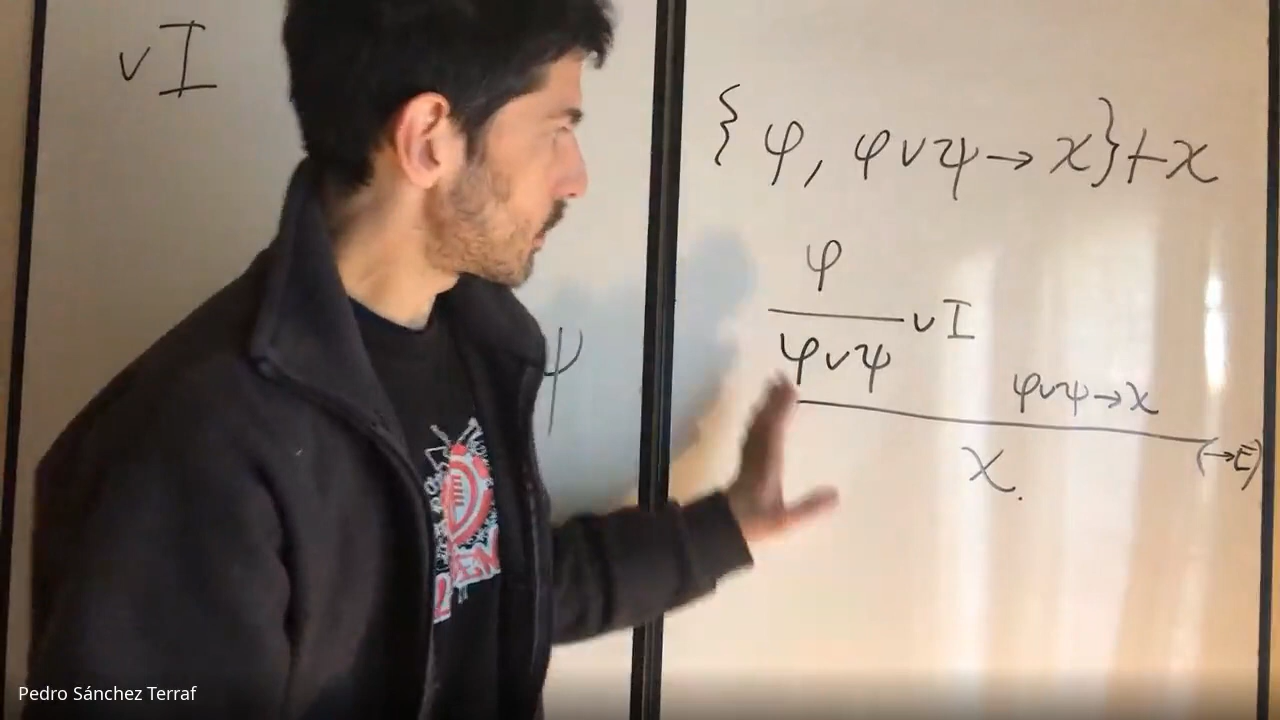 ∨I
{φ, φ∨ψ→χ}⊢χ
φ
∨I
φ∨ψ
φ∨ψ→χ
(→E)
χ.
ψ
Pedro Sánchez Terraf